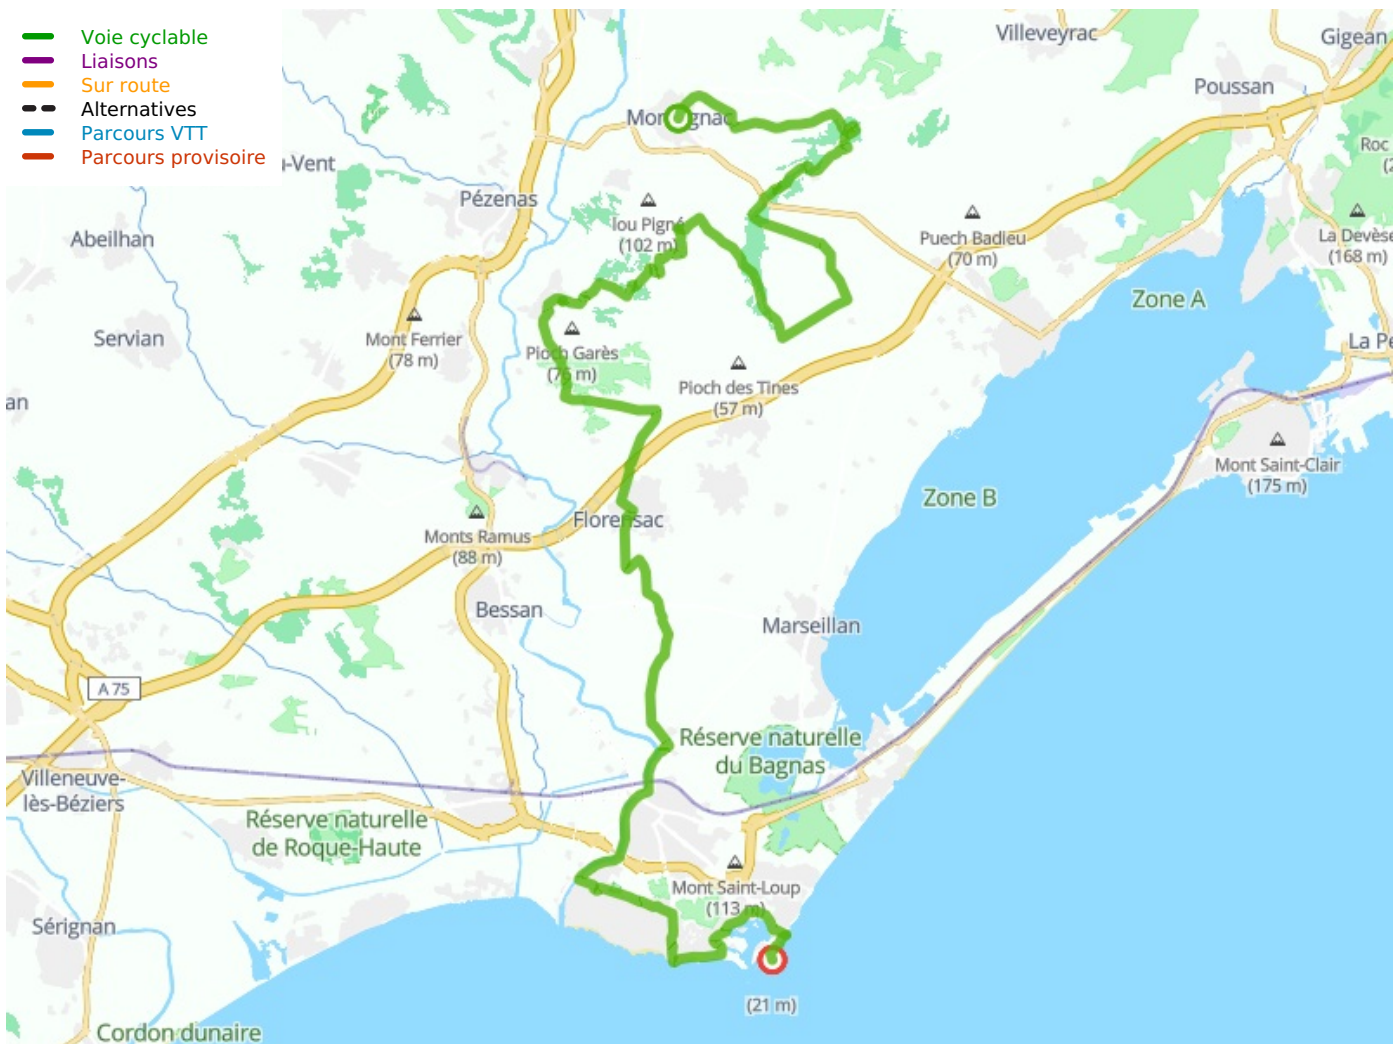 Voie cyclable
Liaisons
Sur route
Alternatives
Parcours VTT
Parcours provisoire
Villeveyrac
Gigean
Poussan
Roc
-Vent
Pézenas
Abeilhan
lou Pigné
(102 m)
Puech Badieu
(70 m)
La Devèse
(168 m)
Zone A
Servian
Mont Ferrier
(78 m)
Pioch Garès
(76 m)
La Pe
Pioch des Tines
(57 m)
an
Mont Saint-Clair
(175 m)
Zone B
Florensac
Monts Ramus
(88 m)
Bessan
Marseillan
A 75
Réserve naturelle
du Bagnas
Villeneuve-
lès-Béziers
Réserve naturelle
de Roque-Haute
Mont Saint-Loup
(113 m)
Sérignan
(21 m)
Cordon dunaire